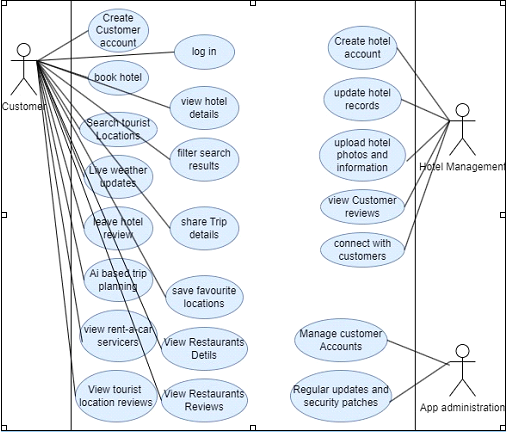 Create
Customer
account
log in
book hotel
view hotel
details
Customer
Search tourist
Locations
filter search
results
Live weather
updates
leave hotel
review
share Trip
details
Ai based trip
planning
save favourite
locations
view rent-a-car
servicers
View Restaurants
Detils
View tourist
location reviews
View Restaurants
Reviews
Create hotel
account
update hotel
records
upload hotel
photos and
information
Hotel Management
view Customer
reviews
connect with
customers
Manage customer
Accounts
Regular updates and
security patches
App administration